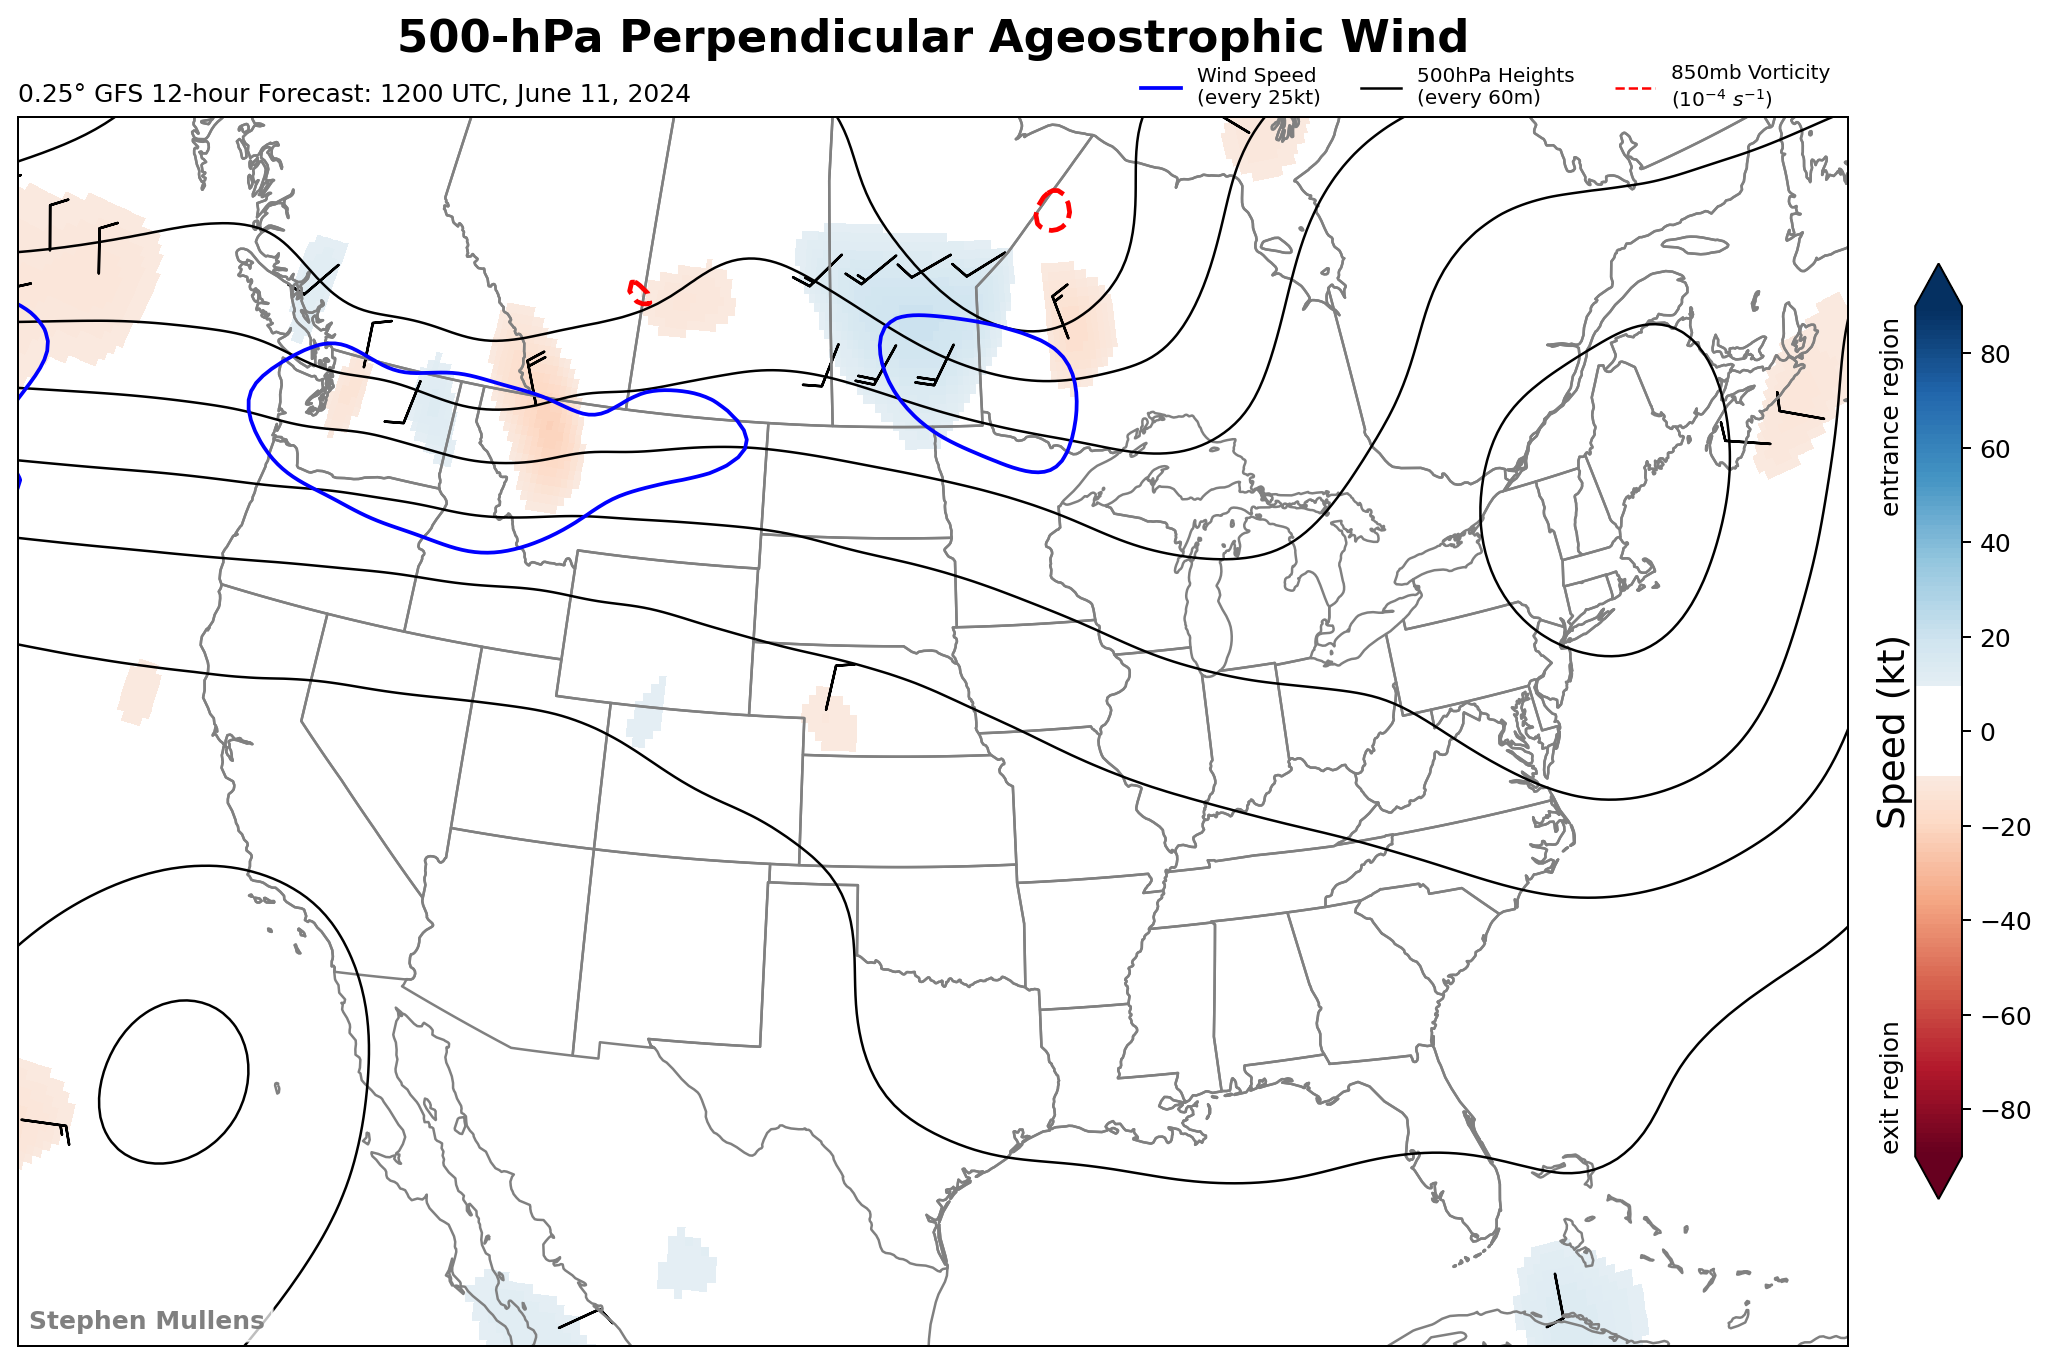 500-hPa Perpendicular Ageostrophic Wind
0.25° GFS 12-hour Forecast: 1200 UTC, June 11, 2024
Wind Speed
(every 25kt)
500hPa Heights
(every 60m)
850mb Vorticity
(10⁻⁴ s⁻¹)
entrance region
Speed (kt)
exit region
80
60
40
20
0
−20
−40
−60
−80
Stephen Mullens